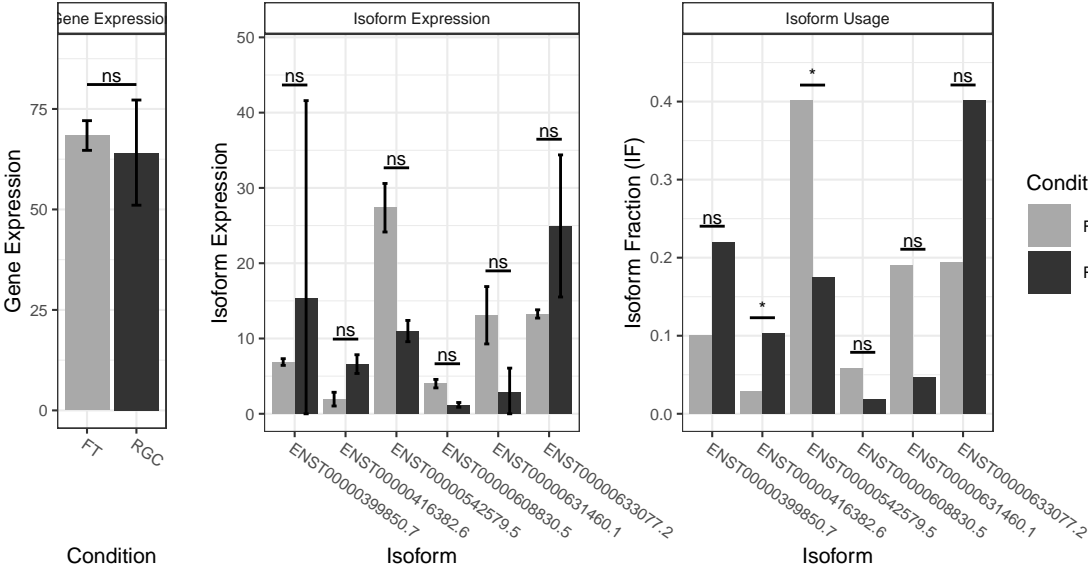 Gene Expression
Gene Expression
75
50
25
0
ns
FT
RGC
Condition
Isoform Expression
Isoform Expression
50
40
30
20
10
0
ns
ns
ns
ns
ns
ns
ENST00000399850.7
ENST00000416382.6
ENST00000542579.5
ENST00000608830.5
ENST00000631460.1
ENST00000633077.2
Isoform
Isoform Usage
Isoform Fraction (IF)
0.4
0.3
0.2
0.1
0.0
ns
*
*
ns
ns
ns
ENST00000399850.7
ENST00000416382.6
ENST00000542579.5
ENST00000608830.5
ENST00000631460.1
ENST00000633077.2
Isoform
Condit